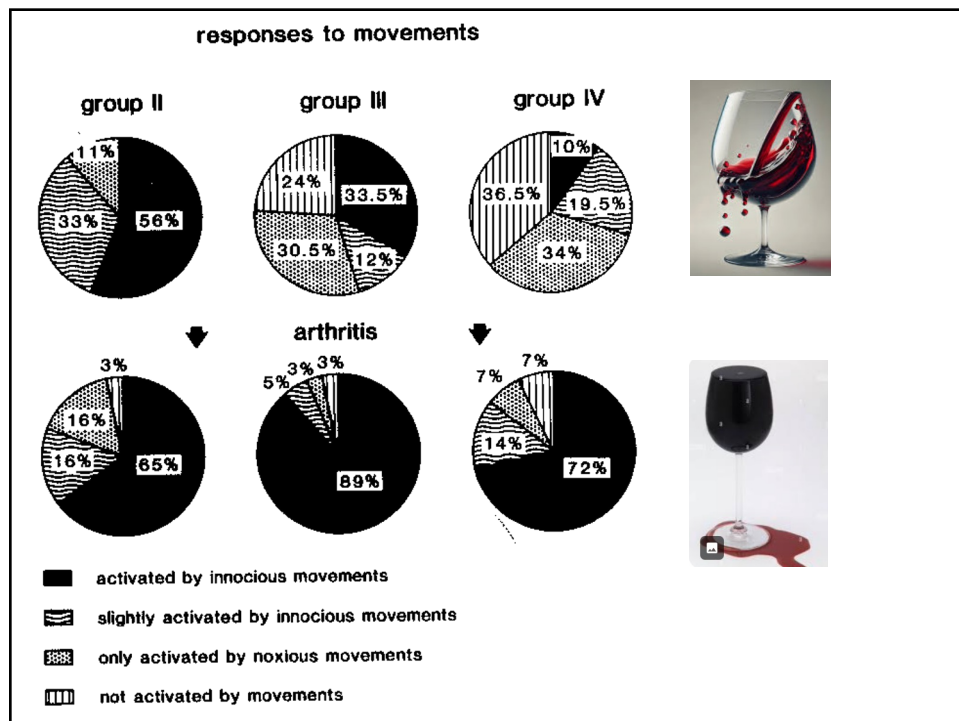 responses to movements
group II
group III
group IV
11%
33%
56%
24%
33.5%
30.5%
12%
10%
36.5%
19.5%
34%
arthritis
3%
16%
16%
65%
5%
3%
3%
89%
7%
7%
14%
72%
activated by innocious movements
slightly activated by innocious movements
only activated by noxious movements
not activated by movements